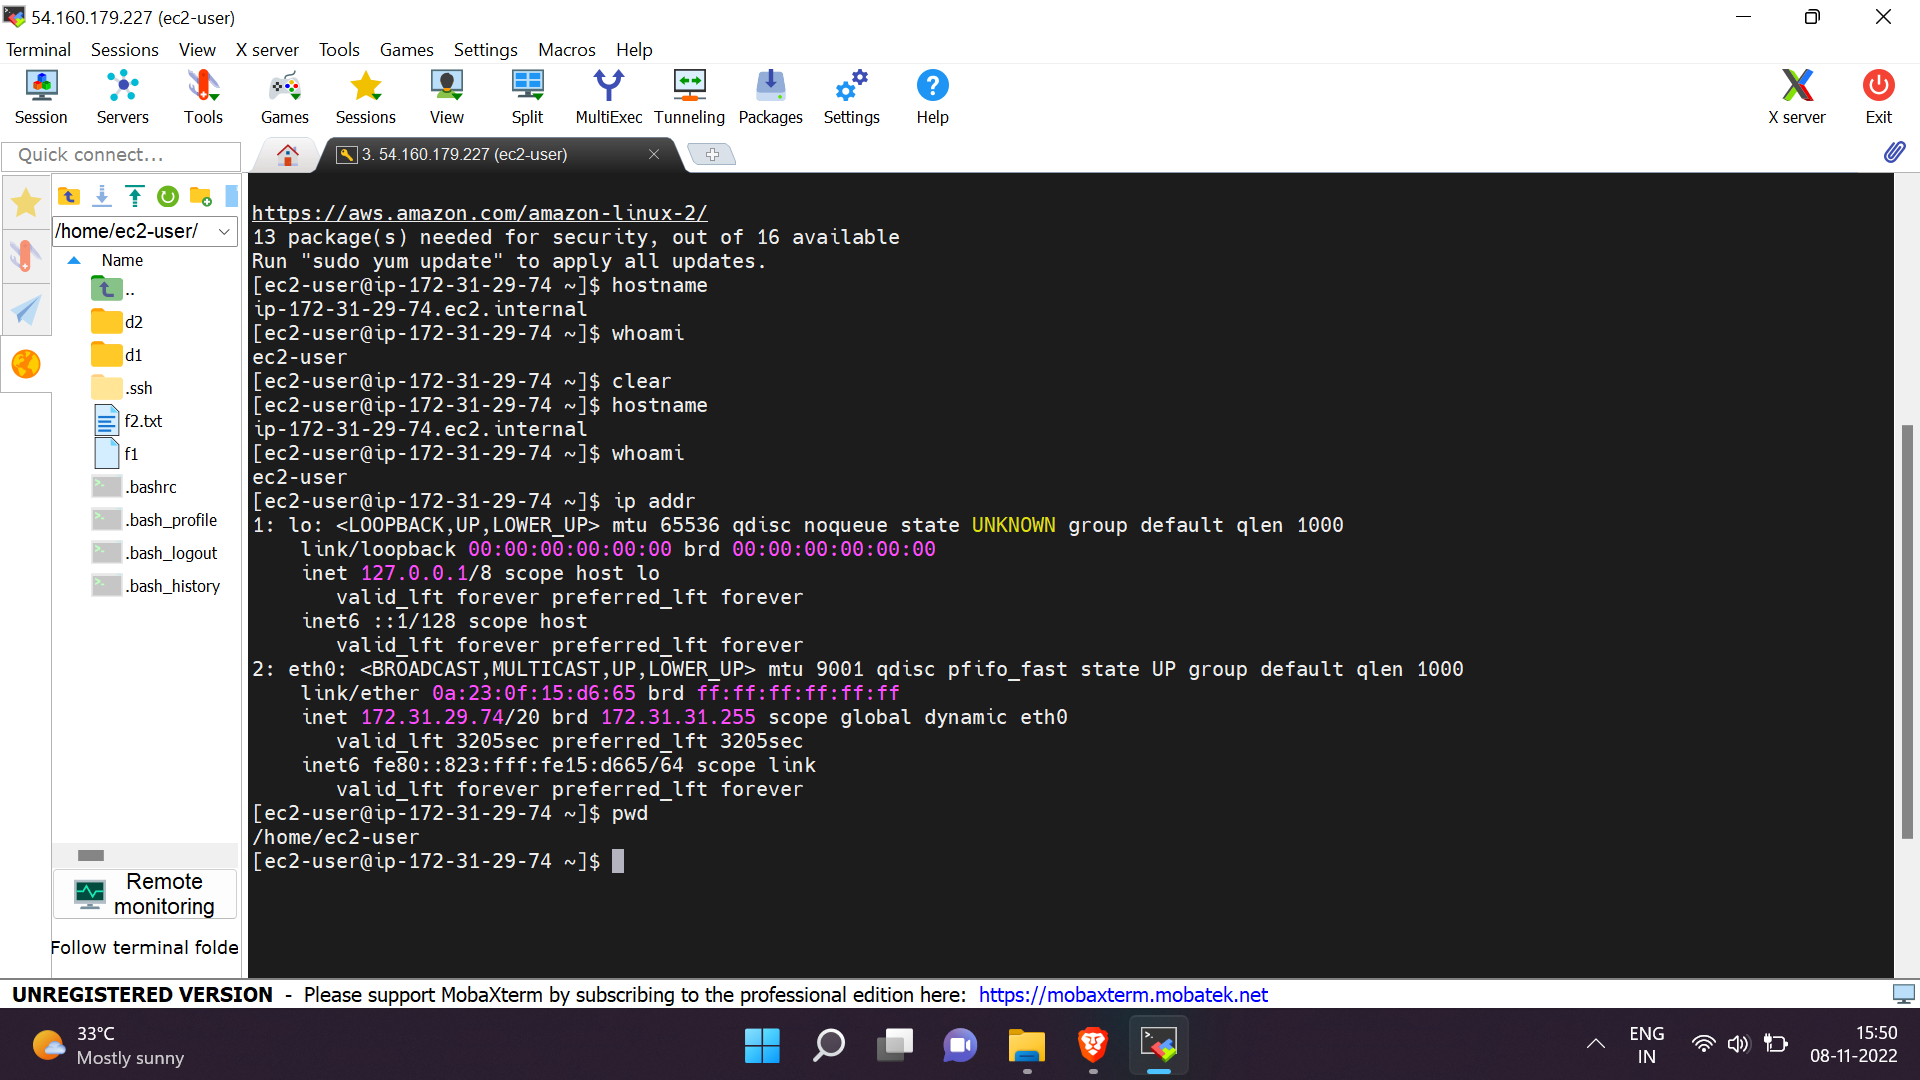 54.160.179.227 (ec2-user)
Terminal Sessions View X server Tools Games Settings Macros Help
Session Servers Tools Games Sessions View Split MultiExec Tunneling Packages Settings Help X server Exit
Quick connect...
3. 54.160.179.227 (ec2-user)
/home/ec2-user/
Name
..
d2
d1
.ssh
f2.txt
f1
.bashrc
.bash_profile
.bash_logout
.bash_history
Remote
monitoring
Follow terminal folde
https://aws.amazon.com/amazon-linux-2/
13 package(s) needed for security, out of 16 available
Run "sudo yum update" to apply all updates.
[ec2-user@ip-172-31-29-74 ~]$ hostname
ip-172-31-29-74.ec2.internal
[ec2-user@ip-172-31-29-74 ~]$ whoami
ec2-user
[ec2-user@ip-172-31-29-74 ~]$ clear
[ec2-user@ip-172-31-29-74 ~]$ hostname
ip-172-31-29-74.ec2.internal
[ec2-user@ip-172-31-29-74 ~]$ whoami
ec2-user
[ec2-user@ip-172-31-29-74 ~]$ ip addr
1: lo: <LOOPBACK,UP,LOWER_UP> mtu 65536 qdisc noqueue state UNKNOWN group default qlen 1000
    link/loopback 00:00:00:00:00:00 brd 00:00:00:00:00:00
    inet 127.0.0.1/8 scope host lo
       valid_lft forever preferred_lft forever
    inet6 ::1/128 scope host
       valid_lft forever preferred_lft forever
2: eth0: <BROADCAST,MULTICAST,UP,LOWER_UP> mtu 9001 qdisc pfifo_fast state UP group default qlen 1000
    link/ether 0a:23:0f:15:d6:65 brd ff:ff:ff:ff:ff:ff
    inet 172.31.29.74/20 brd 172.31.31.255 scope global dynamic eth0
       valid_lft 3205sec preferred_lft 3205sec
    inet6 fe80::823:fff:fe15:d665/64 scope link
       valid_lft forever preferred_lft forever
[ec2-user@ip-172-31-29-74 ~]$ pwd
/home/ec2-user
[ec2-user@ip-172-31-29-74 ~]$
UNREGISTERED VERSION - Please support MobaXterm by subscribing to the professional edition here: https://mobaxterm.mobatek.net
33°C
Mostly sunny
ENG
IN
15:50
08-11-2022